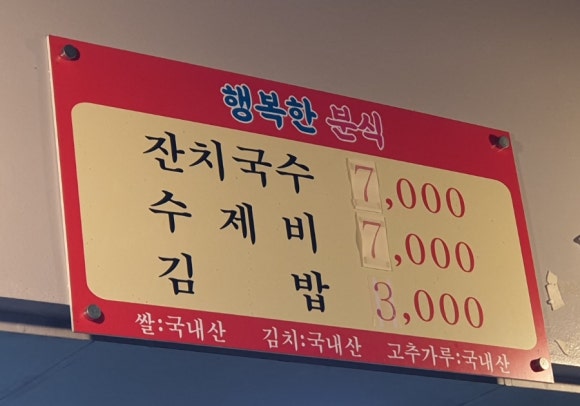 행복한 분식
잔치국수 7,000
수제비 7,000
김밥 3,000
쌀:국내산 김치:국내산 고추가루:국내산